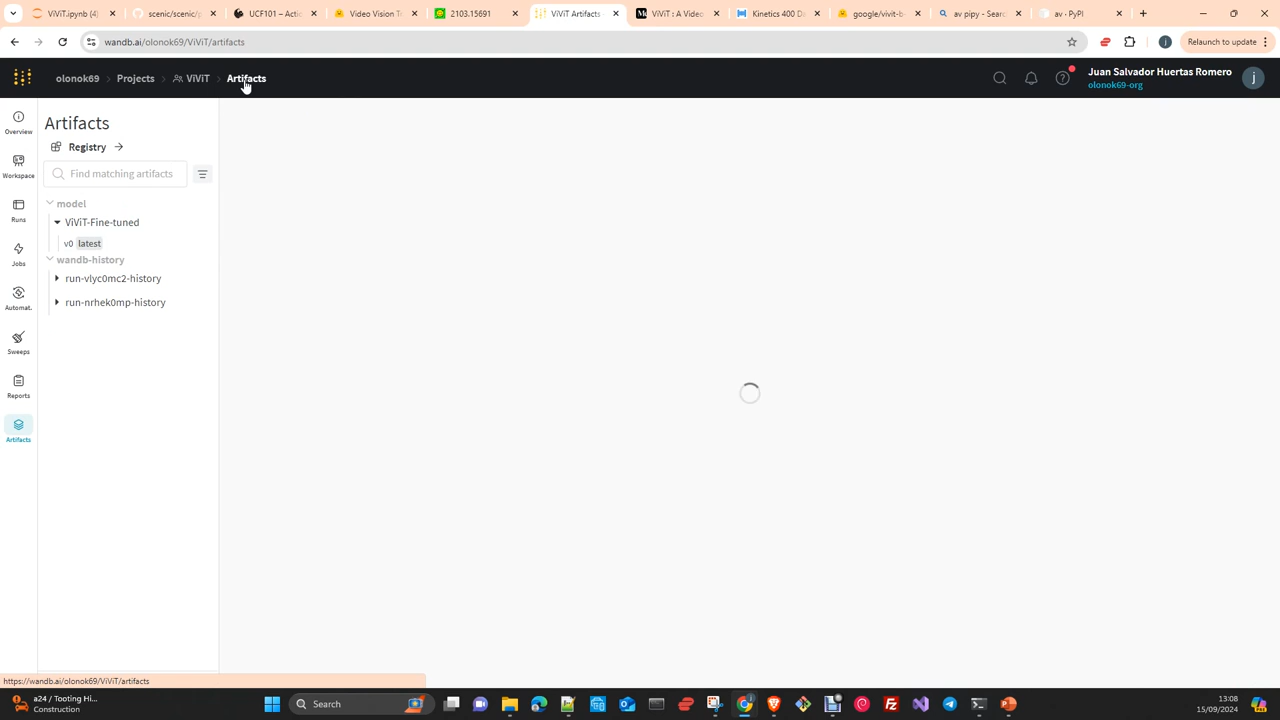 ViViT.ipynb (4)
scenic/scenic/p
UCF101 – Actio
Video Vision Tr
2103.15691
ViViT Artifacts
ViViT : A Video
Kinetics 400 Da
google/vivit-b-
av pipy - Searc
av · PyPI
wandb.ai/olonok69/ViViT/artifacts
Relaunch to update
olonok69
Projects
ViViT
Artifacts
Juan Salvador Huertas Romero
olonok69-org
j
Overview
Workspace
Runs
Jobs
Automat.
Sweeps
Reports
Artifacts
Artifacts
Registry
Find matching artifacts
model
ViViT-Fine-tuned
v0 latest
wandb-history
run-vlyc0mc2-history
run-nrhek0mp-history
https://wandb.ai/olonok69/ViViT/artifacts
a24 / Tooting Hi...
Construction
Search
13:08
15/09/2024